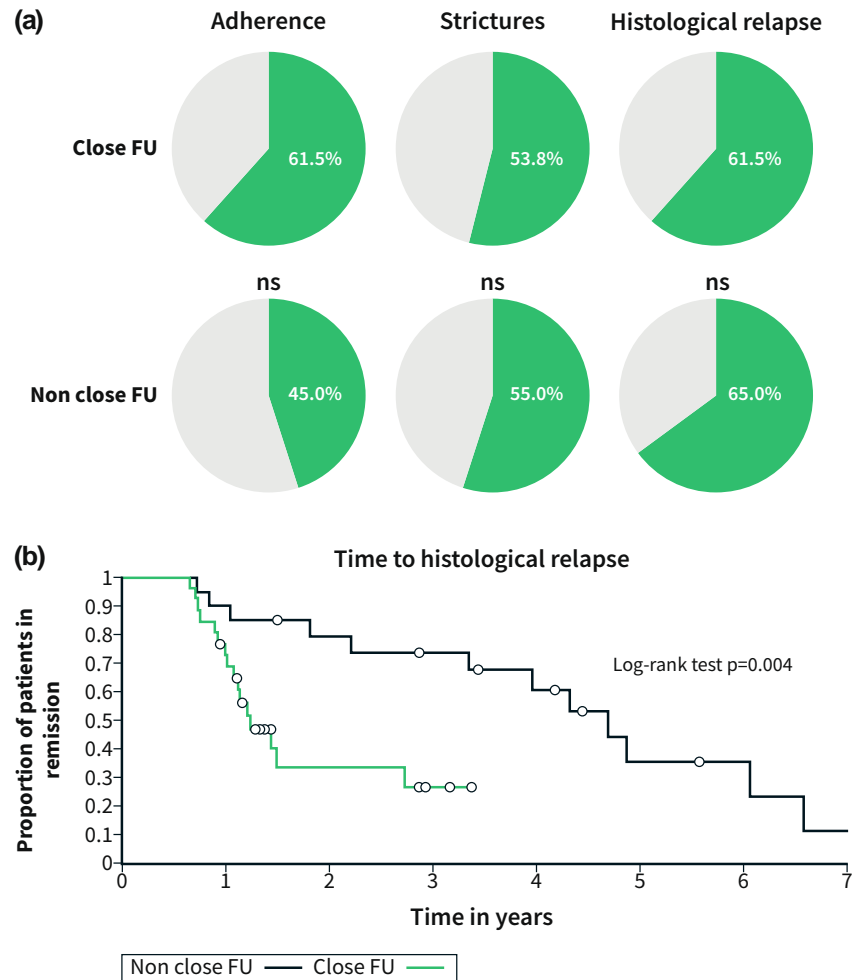 (a)
Adherence Strictures Histological relapse
Close FU
61.5% 53.8% 61.5%
ns ns ns
Non close FU
45.0% 55.0% 65.0%
(b)
Time to histological relapse
Proportion of patients in
remission
1
0.9
0.8
0.7
0.6
0.5
0.4
0.3
0.2
0.1
0
Log-rank test p=0.004
0 1 2 3 4 5 6 7
Time in years
Non close FU Close FU